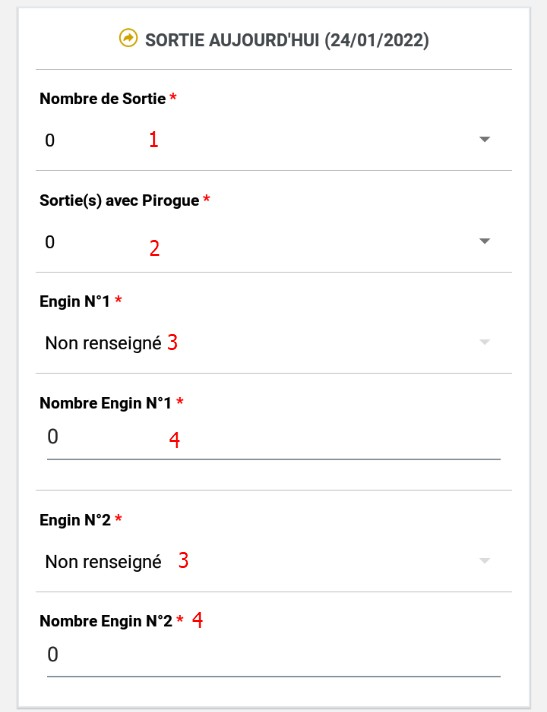 SORTIE AUJOURD'HUI (24/01/2022)
Nombre de Sortie *
0 1
Sortie(s) avec Pirogue *
0 2
Engin N°1 *
Non renseigné 3
Nombre Engin N°1 *
0 4
Engin N°2 *
Non renseigné 3
Nombre Engin N°2 * 4
0